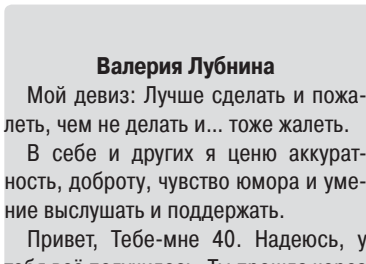 Валерия Лубнина
Мой девиз: Лучше сделать и пожа-
леть, чем не делать и... тоже жалеть.
В себе и других я ценю аккурат-
ность, доброту, чувство юмора и уме-
ние выслушать и поддержать.
Привет, Тебе-мне 40. Надеюсь, у